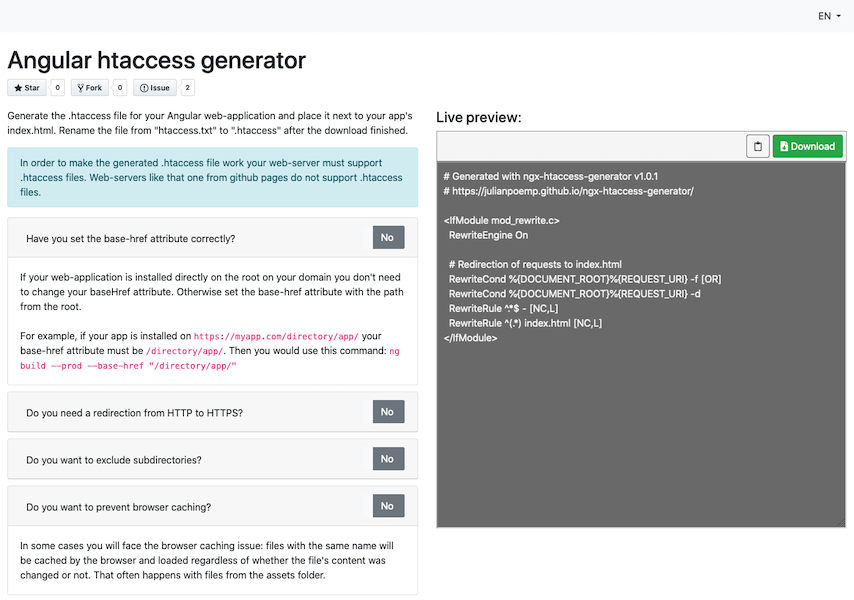 EN
Angular htaccess generator
Star 0 Fork 0 Issue 2
Generate the .htaccess file for your Angular web-application and place it next to your app's
index.html. Rename the file from "htaccess.txt" to ".htaccess" after the download finished.
In order to make the generated .htaccess file work your web-server must support
.htaccess files. Web-servers like that one from github pages do not support .htaccess
files.
Have you set the base-href attribute correctly? No
If your web-application is installed directly on the root on your domain you don't need
to change your baseHref attribute. Otherwise set the base-href attribute with the path
from the root.
For example, if your app is installed on https://myapp.com/directory/app/ your
base-href attribute must be /directory/app/. Then you would use this command: ng
build --prod --base-href "/directory/app/"
Do you need a redirection from HTTP to HTTPS? No
Do you want to exclude subdirectories? No
Do you want to prevent browser caching? No
In some cases you will face the browser caching issue: files with the same name will
be cached by the browser and loaded regardless of whether the file's content was
changed or not. That often happens with files from the assets folder.
Live preview:
Download
# Generated with ngx-htaccess-generator v1.0.1
# https://julianpoemp.github.io/ngx-htaccess-generator/
<IfModule mod_rewrite.c>
RewriteEngine On
# Redirection of requests to index.html
RewriteCond %{DOCUMENT_ROOT}%{REQUEST_URI} -f [OR]
RewriteCond %{DOCUMENT_ROOT}%{REQUEST_URI} -d
RewriteRule ^.*$ - [NC,L]
RewriteRule ^(.*) index.html [NC,L]
</IfModule>